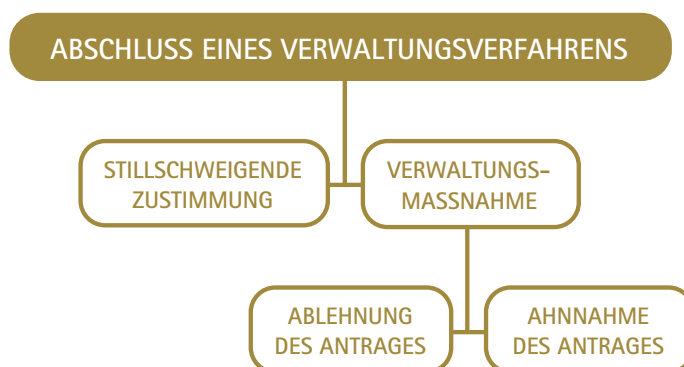 ABSCHLUSS EINES VERWALTUNGSVERFAHRENS
STILLSCHWEIGENDE
ZUSTIMMUNG
VERWALTUNGS-
MASSNAHME
ABLEHNUNG
DES ANTRAGES
AHNNAHME
DES ANTRAGES